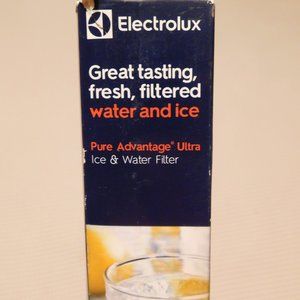 Electrolux
Great tasting,
fresh, filtered
water and ice
Pure Advantage® Ultra
Ice & Water Filter